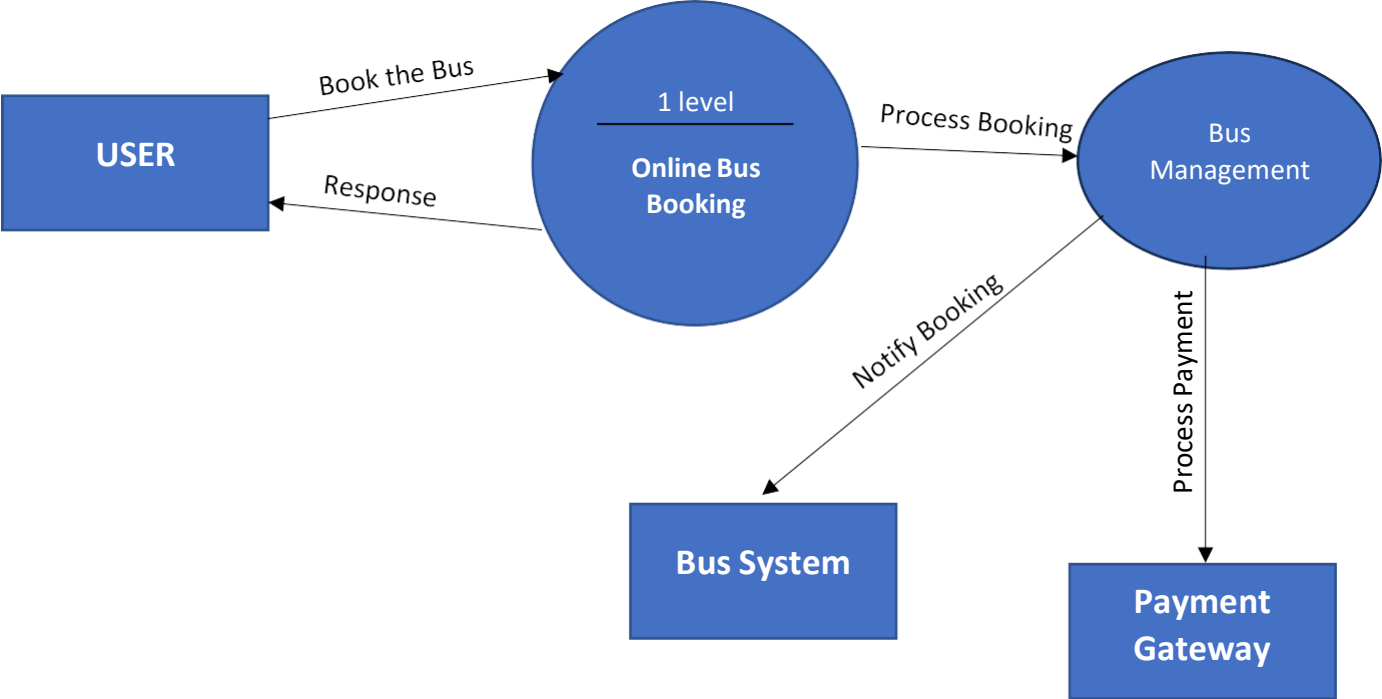 Book the Bus
USER
Response
1 level
Online Bus
Booking
Process Booking
Bus
Management
Notify Booking
Process Payment
Bus System
Payment
Gateway